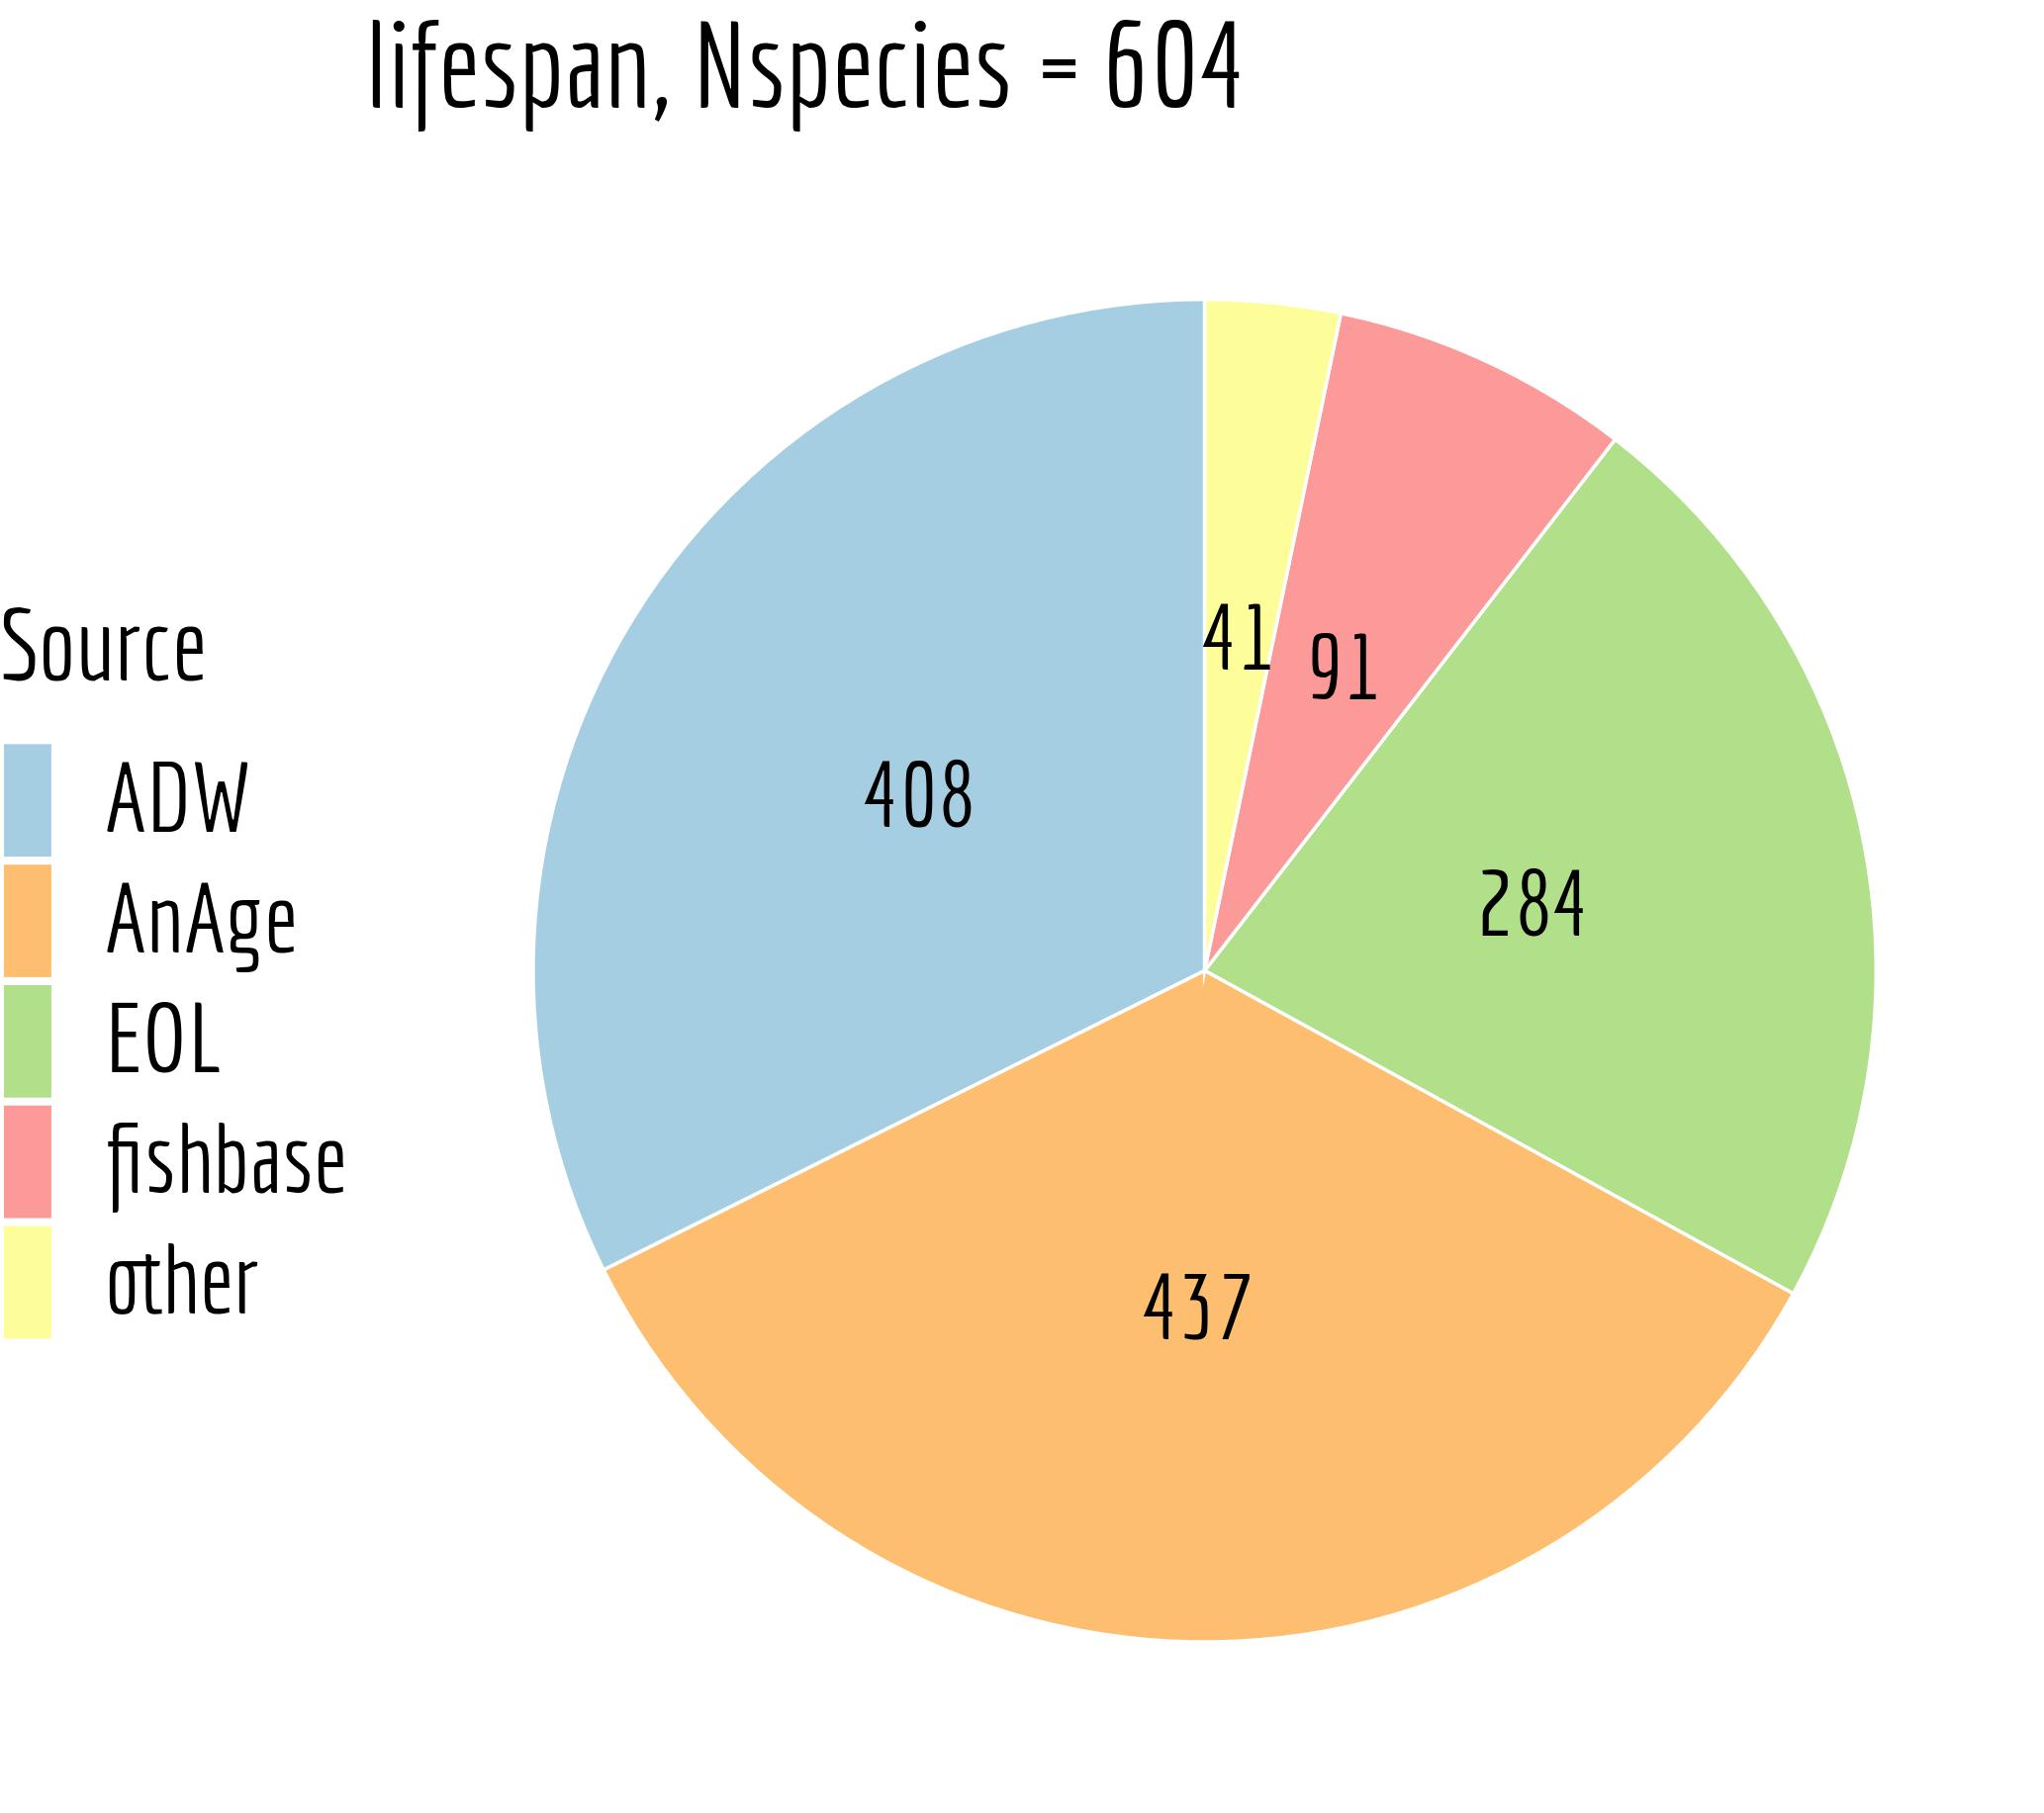 lifespan, Nspecies = 604
Source
ADW
AnAge
EOL
fishbase
other
41
91
408
284
437